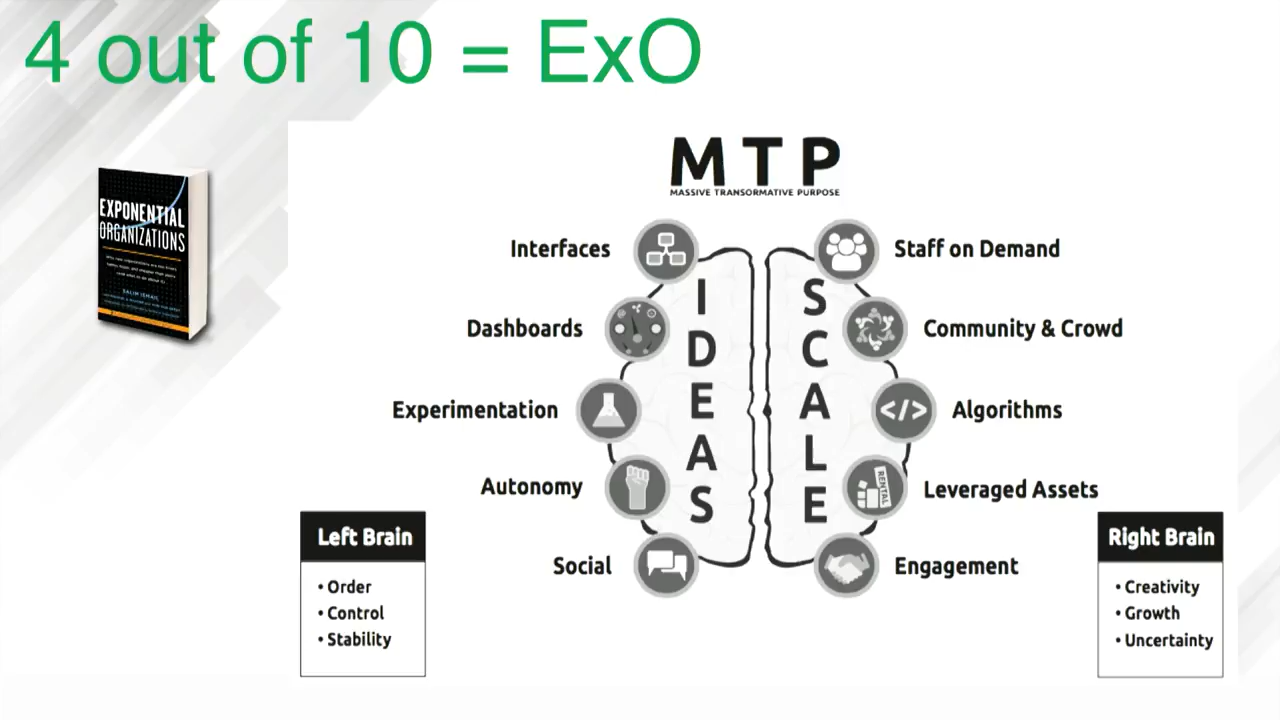 4 out of 10 = ExO
EXPONENTIAL
ORGANIZATIONS
SALIM ISMAIL
MTP
MASSIVE TRANSORMATIVE PURPOSE
IDEAS
Interfaces
Dashboards
Experimentation
Autonomy
Social
SCALE
Staff on Demand
Community & Crowd
</>
Algorithms
RENTAL
Leveraged Assets
Engagement
Left Brain
• Order
• Control
• Stability
Right Brain
• Creativity
• Growth
• Uncertainty